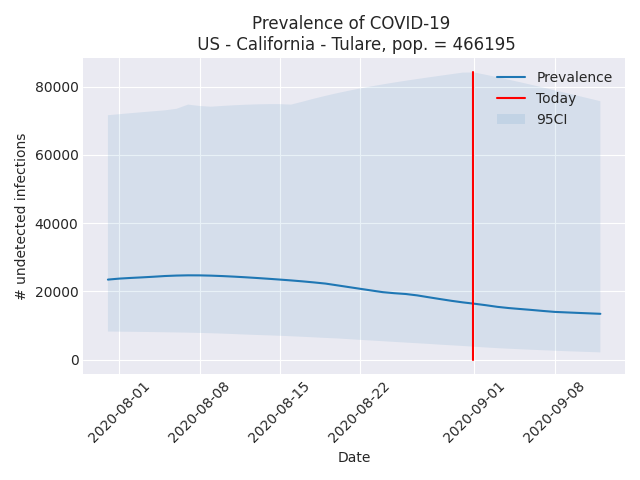 Prevalence of COVID-19
US - California - Tulare, pop. = 466195
Prevalence
Today
95CI
# undetected infections
80000
60000
40000
20000
0
2020-08-01
2020-08-08
2020-08-15
2020-08-22
2020-09-01
2020-09-08
Date